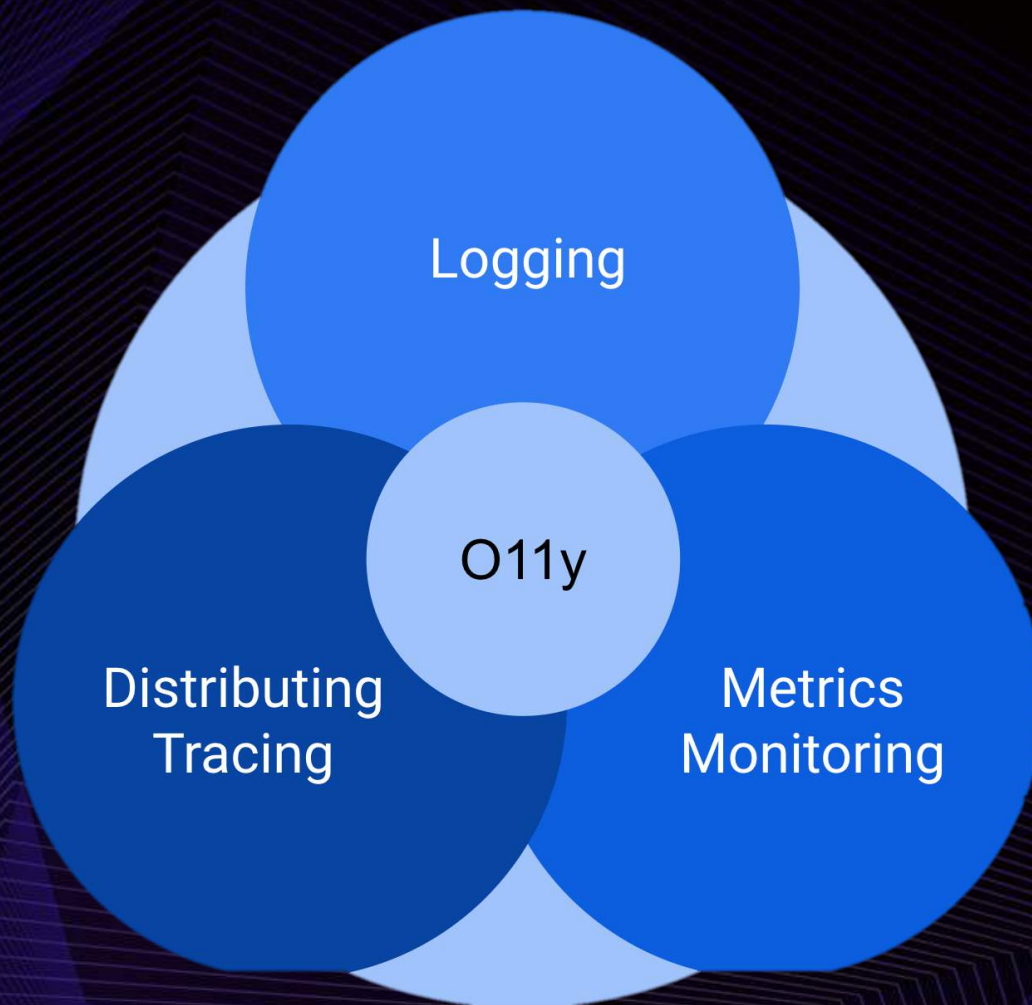 Logging
O11y
Distributing
Tracing
Metrics
Monitoring